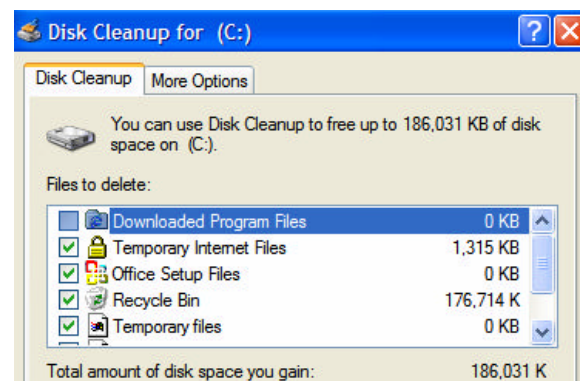 Disk Cleanup for (C:)
Disk Cleanup More Options
You can use Disk Cleanup to free up to 186,031 KB of disk
space on (C:).
Files to delete:
Downloaded Program Files 0 KB
Temporary Internet Files 1,315 KB
Office Setup Files 0 KB
Recycle Bin 176,714 K
Temporary files 0 KB
Total amount of disk space you gain: 186,031 K